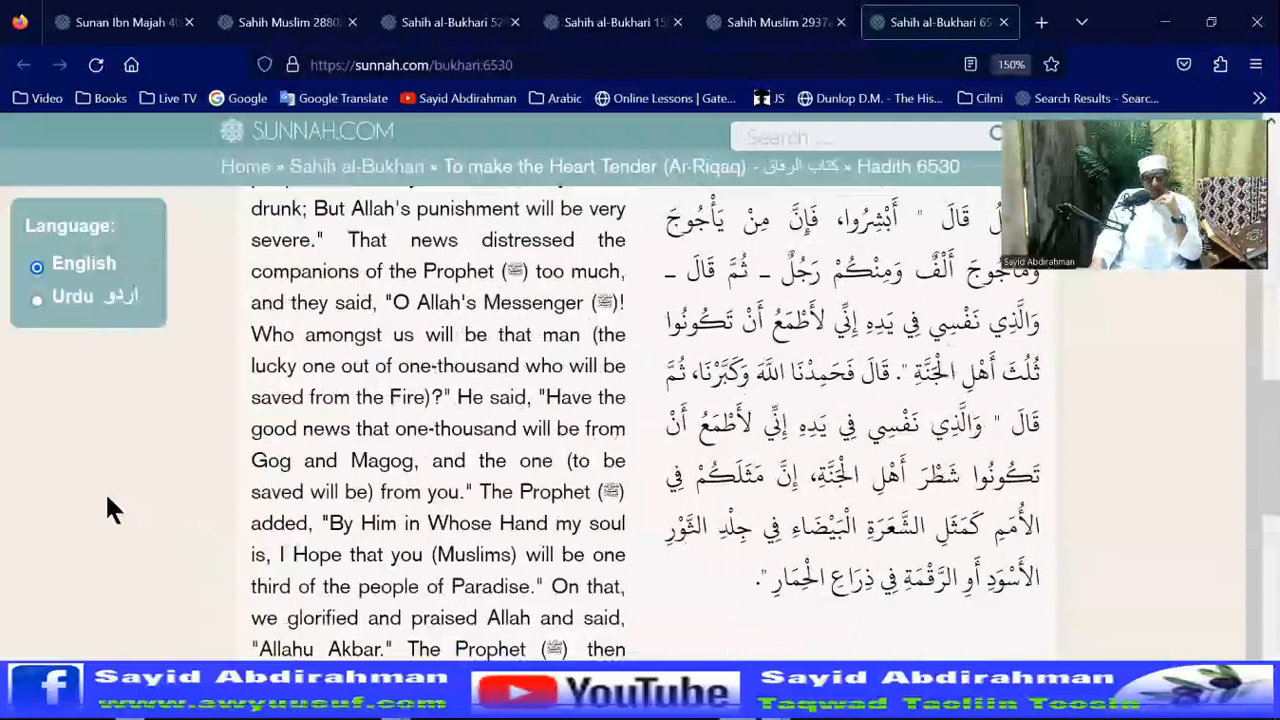 Sunan Ibn Majah 4
Sahih Muslim 2880
Sahih al-Bukhari 52
Sahih al-Bukhari 15
Sahih Muslim 2937a
Sahih al-Bukhari 65
https://sunnah.com/bukhari:6530
150%
Video
Books
Live TV
Google
Google Translate
Sayid Abdirahman
Arabic
Online Lessons | Gate...
JS
Dunlop D.M. - The His...
Cilmi
Search Results - Searc...
SUNNAH.COM
Search ...
Home » Sahih al-Bukhari » To make the Heart Tender (Ar-Riqaq) - كتاب الرقاق » Hadith 6530
Language:
English
Urdu اردو
drunk; But Allah's punishment will be very
severe." That news distressed the
companions of the Prophet (ﷺ) too much,
and they said, "O Allah's Messenger (ﷺ)!
Who amongst us will be that man (the
lucky one out of one-thousand who will be
saved from the Fire)?" He said, "Have the
good news that one-thousand will be from
Gog and Magog, and the one (to be
saved will be) from you." The Prophet (ﷺ)
added, "By Him in Whose Hand my soul
is, I Hope that you (Muslims) will be one
third of the people of Paradise." On that,
we glorified and praised Allah and said,
"Allahu Akbar." The Prophet (ﷺ) then
قَالَ " أَبْشِرُوا، فَإِنَّ مِنْ يَأْجُوجَ
وَمَأْجُوجَ أَلْفٌ وَمِنْكُمْ رَجُلٌ ـ ثُمَّ قَالَ ـ
وَالَّذِي نَفْسِي فِي يَدِهِ إِنِّي لأَطْمَعُ أَنْ تَكُونُوا
ثُلُثَ أَهْلِ الْجَنَّةِ ". قَالَ فَحَمِدْنَا اللَّهَ وَكَبَّرْنَا، ثُمَّ
قَالَ " وَالَّذِي نَفْسِي فِي يَدِهِ إِنِّي لأَطْمَعُ أَنْ
تَكُونُوا شَطْرَ أَهْلِ الْجَنَّةِ، إِنَّ مَثَلَكُمْ فِي
الأُمَمِ كَمَثَلِ الشَّعَرَةِ الْبَيْضَاءِ فِي جِلْدِ الثَّوْرِ
الأَسْوَدِ أَوِ الرَّقْمَةِ فِي ذِرَاعِ الْحِمَارِ ".
Sayid Abdirahman
f
Sayid Abdirahman
www.awyuusuf.com
YouTube
Sayid Abdirahman
Taqwad Taoliin Toosin